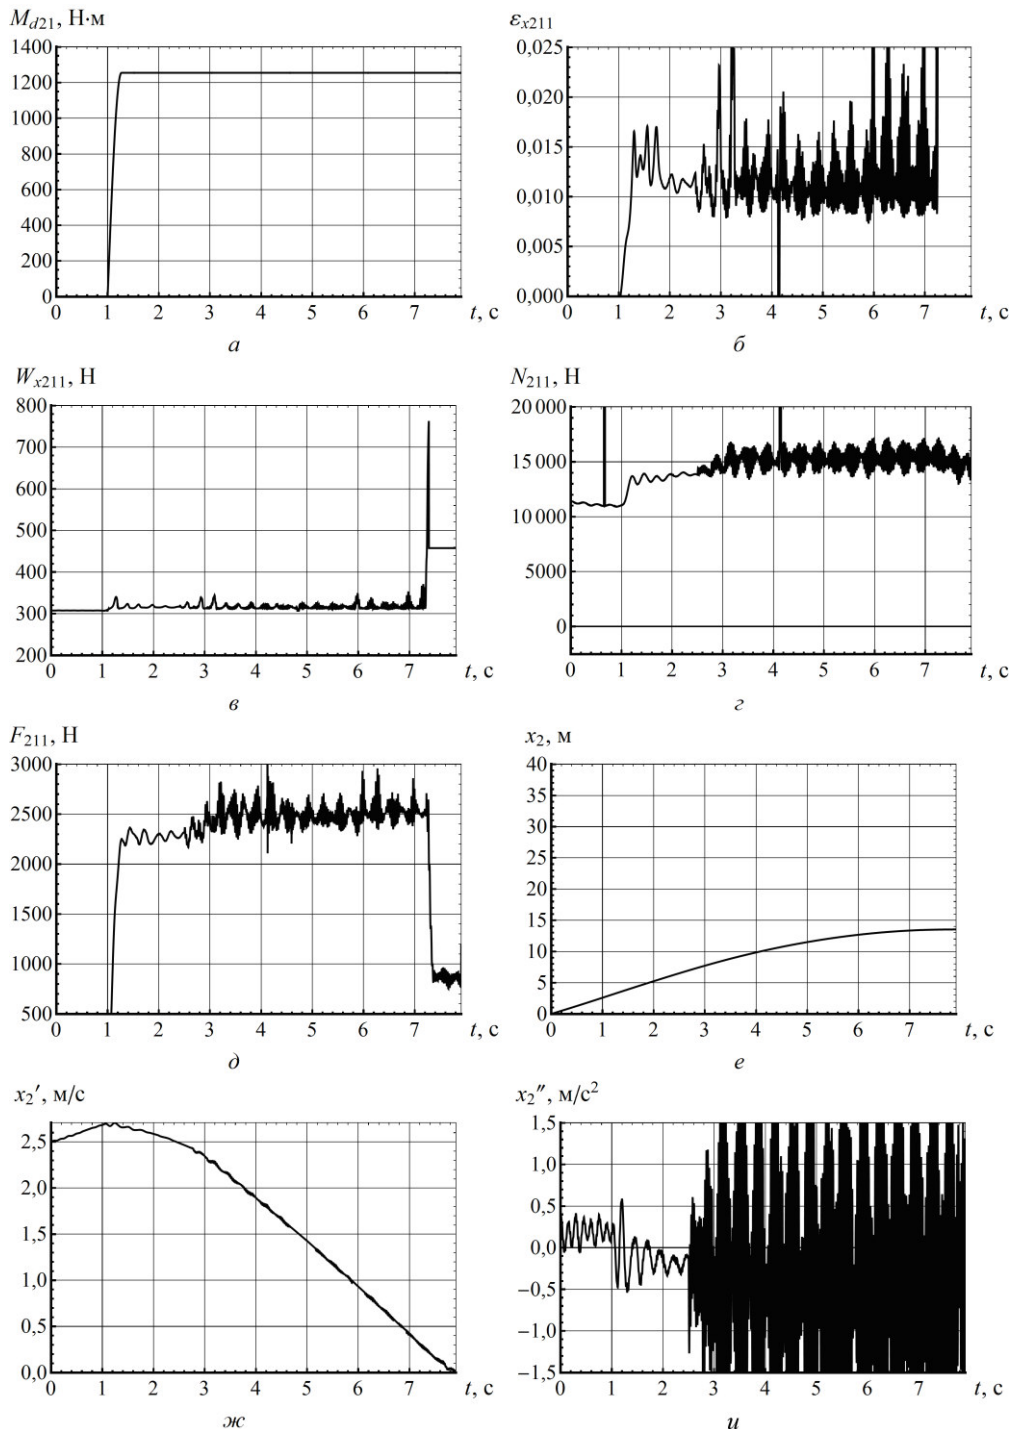 M_d21, Н·м
1400
1200
1000
800
600
400
200
0
0 1 2 3 4 5 6 7 t, с
а
ε_x211
0,025
0,020
0,015
0,010
0,005
0,000
0 1 2 3 4 5 6 7 t, с
б
W_x211, Н
800
700
600
500
400
300
200
0 1 2 3 4 5 6 7 t, с
в
N_211, Н
20 000
15 000
10 000
5000
0
0 1 2 3 4 5 6 7 t, с
г
F_211, Н
3000
2500
2000
1500
1000
500
0 1 2 3 4 5 6 7 t, с
д
x_2, м
40
35
30
25
20
15
10
5
0
0 1 2 3 4 5 6 7 t, с
е
x_2′, м/с
2,5
2,0
1,5
1,0
0,5
0,0
0 1 2 3 4 5 6 7 t, с
ж
x_2″, м/с²
1,5
1,0
0,5
0,0
−0,5
−1,0
−1,5
0 1 2 3 4 5 6 7 t, с
и